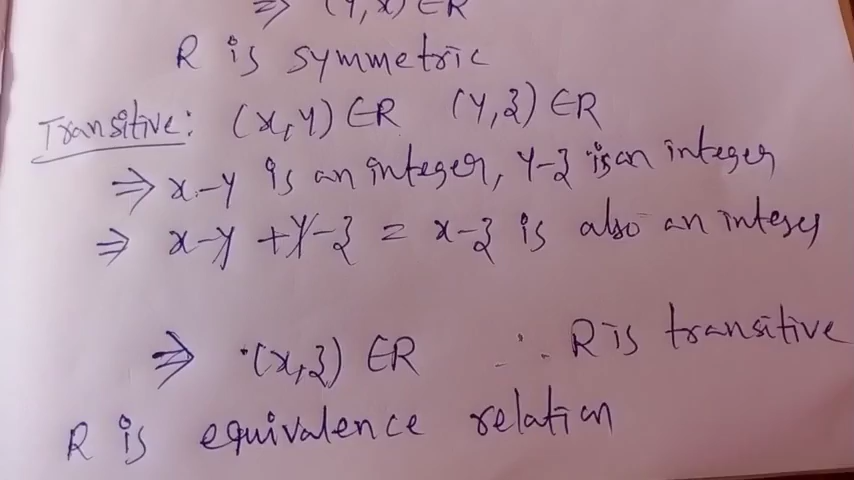 ⇒ (y,x) ∈R
R is symmetric
Transitive: (x,y) ∈R (y,z) ∈R
⇒ x-y is an integer, y-z is an integer
⇒ x-y + y-z = x-z is also an integer
⇒ (x,z) ∈R ∴ R is transitive
R is equivalence relation